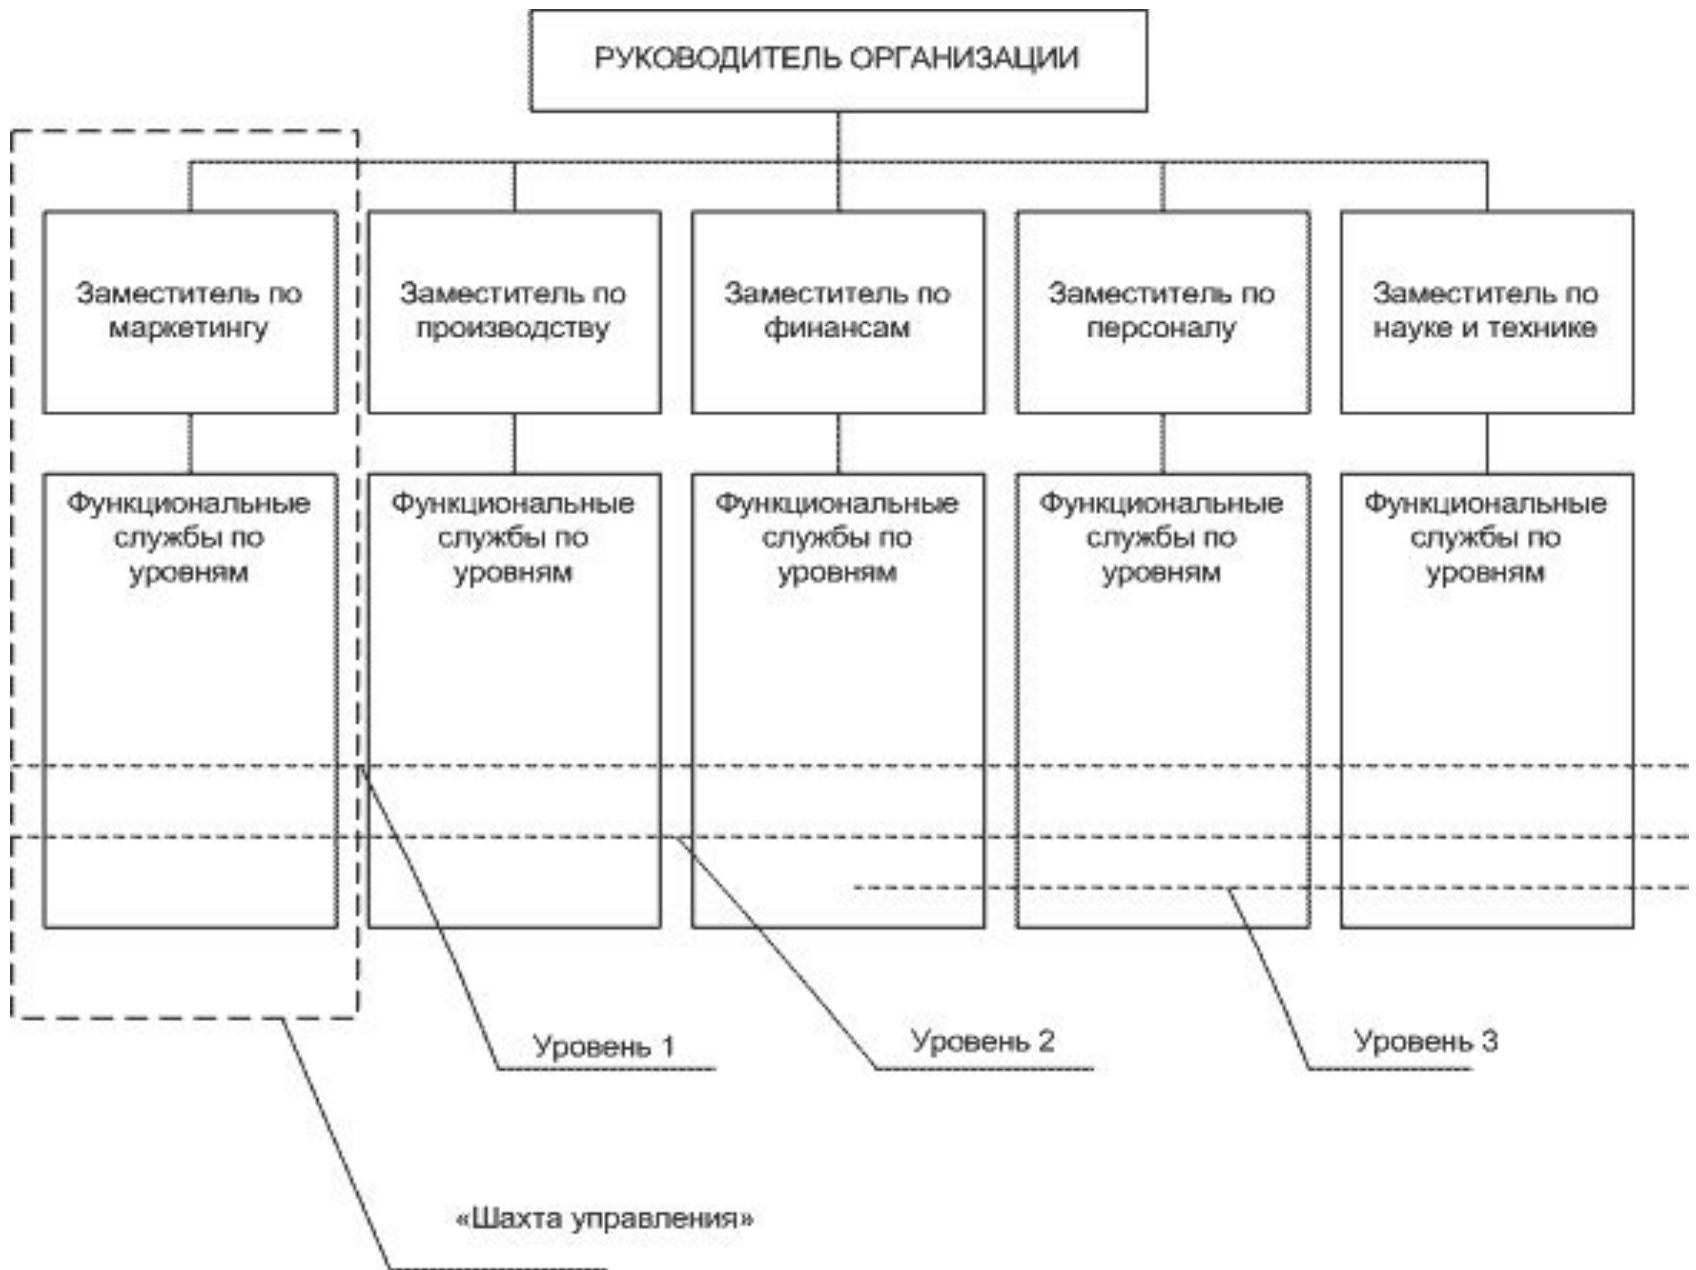 РУКОВОДИТЕЛЬ ОРГАНИЗАЦИИ
Заместитель по
маркетингу
Заместитель по
производству
Заместитель по
финансам
Заместитель по
персоналу
Заместитель по
науке и технике
Функциональные
службы по
уровням
Функциональные
службы по
уровням
Функциональные
службы по
уровням
Функциональные
службы по
уровням
Функциональные
службы по
уровням
Уровень 1
Уровень 2
Уровень 3
«Шахта управления»